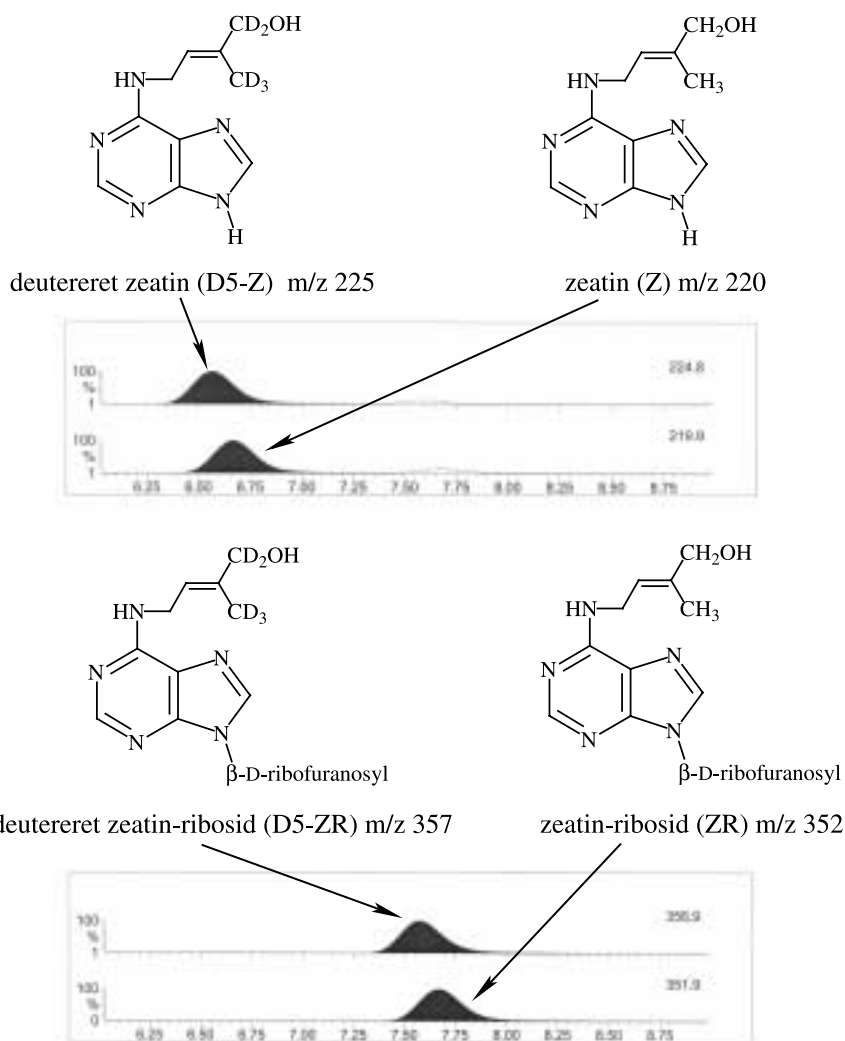 CD₂OH CH₂OH
HN CD₃ HN CH₃
N N N N
N N N N
H H
deutereret zeatin (D5-Z) m/z 225 zeatin (Z) m/z 220
100 224.8
%
1
100 219.8
%
1
6.25 6.50 6.75 7.00 7.25 7.50 7.75 8.00 8.25 8.50 8.75
CD₂OH CH₂OH
HN CD₃ HN CH₃
N N N N
N N N N
β-D-ribofuranosyl β-D-ribofuranosyl
deutereret zeatin-ribosid (D5-ZR) m/z 357 zeatin-ribosid (ZR) m/z 352
100 356.9
%
1
100 351.9
%
0
6.25 6.50 6.75 7.00 7.25 7.50 7.75 8.00 8.25 8.50 8.75